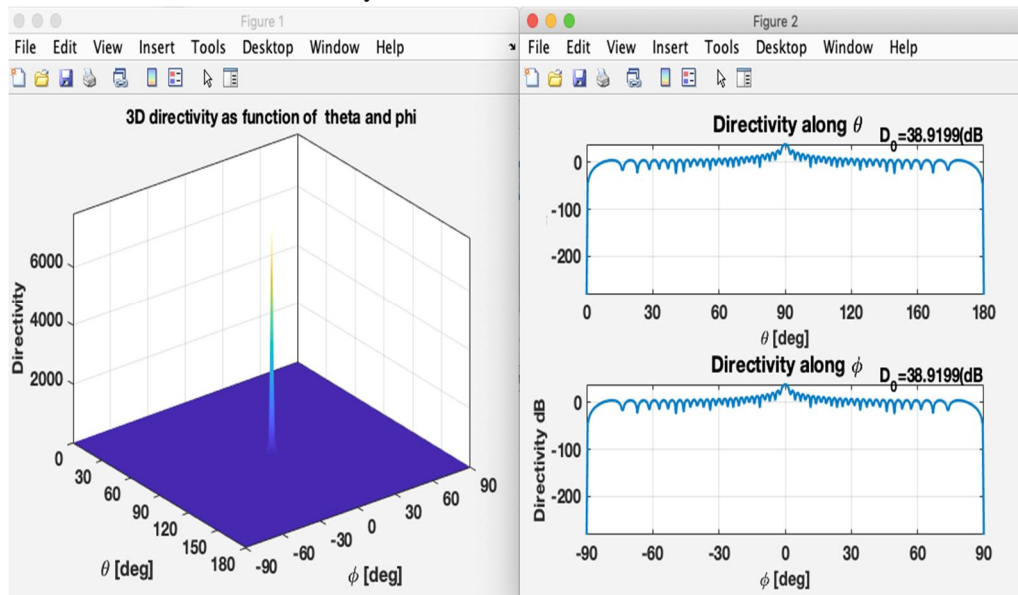 Figure 1
File Edit View Insert Tools Desktop Window Help
3D directivity as function of theta and phi
6000
4000
2000
Directivity
0
30
60
90
120
150
180
θ [deg]
-90
-60
-30
0
30
60
90
ϕ [deg]
Figure 2
File Edit View Insert Tools Desktop Window Help
Directivity along θ
D0=38.9199(dB
0
-100
-200
0 30 60 90 120 150 180
θ [deg]
Directivity along ϕ
D0=38.9199(dB
Directivity dB
0
-100
-200
-90 -60 -30 0 30 60 90
ϕ [deg]